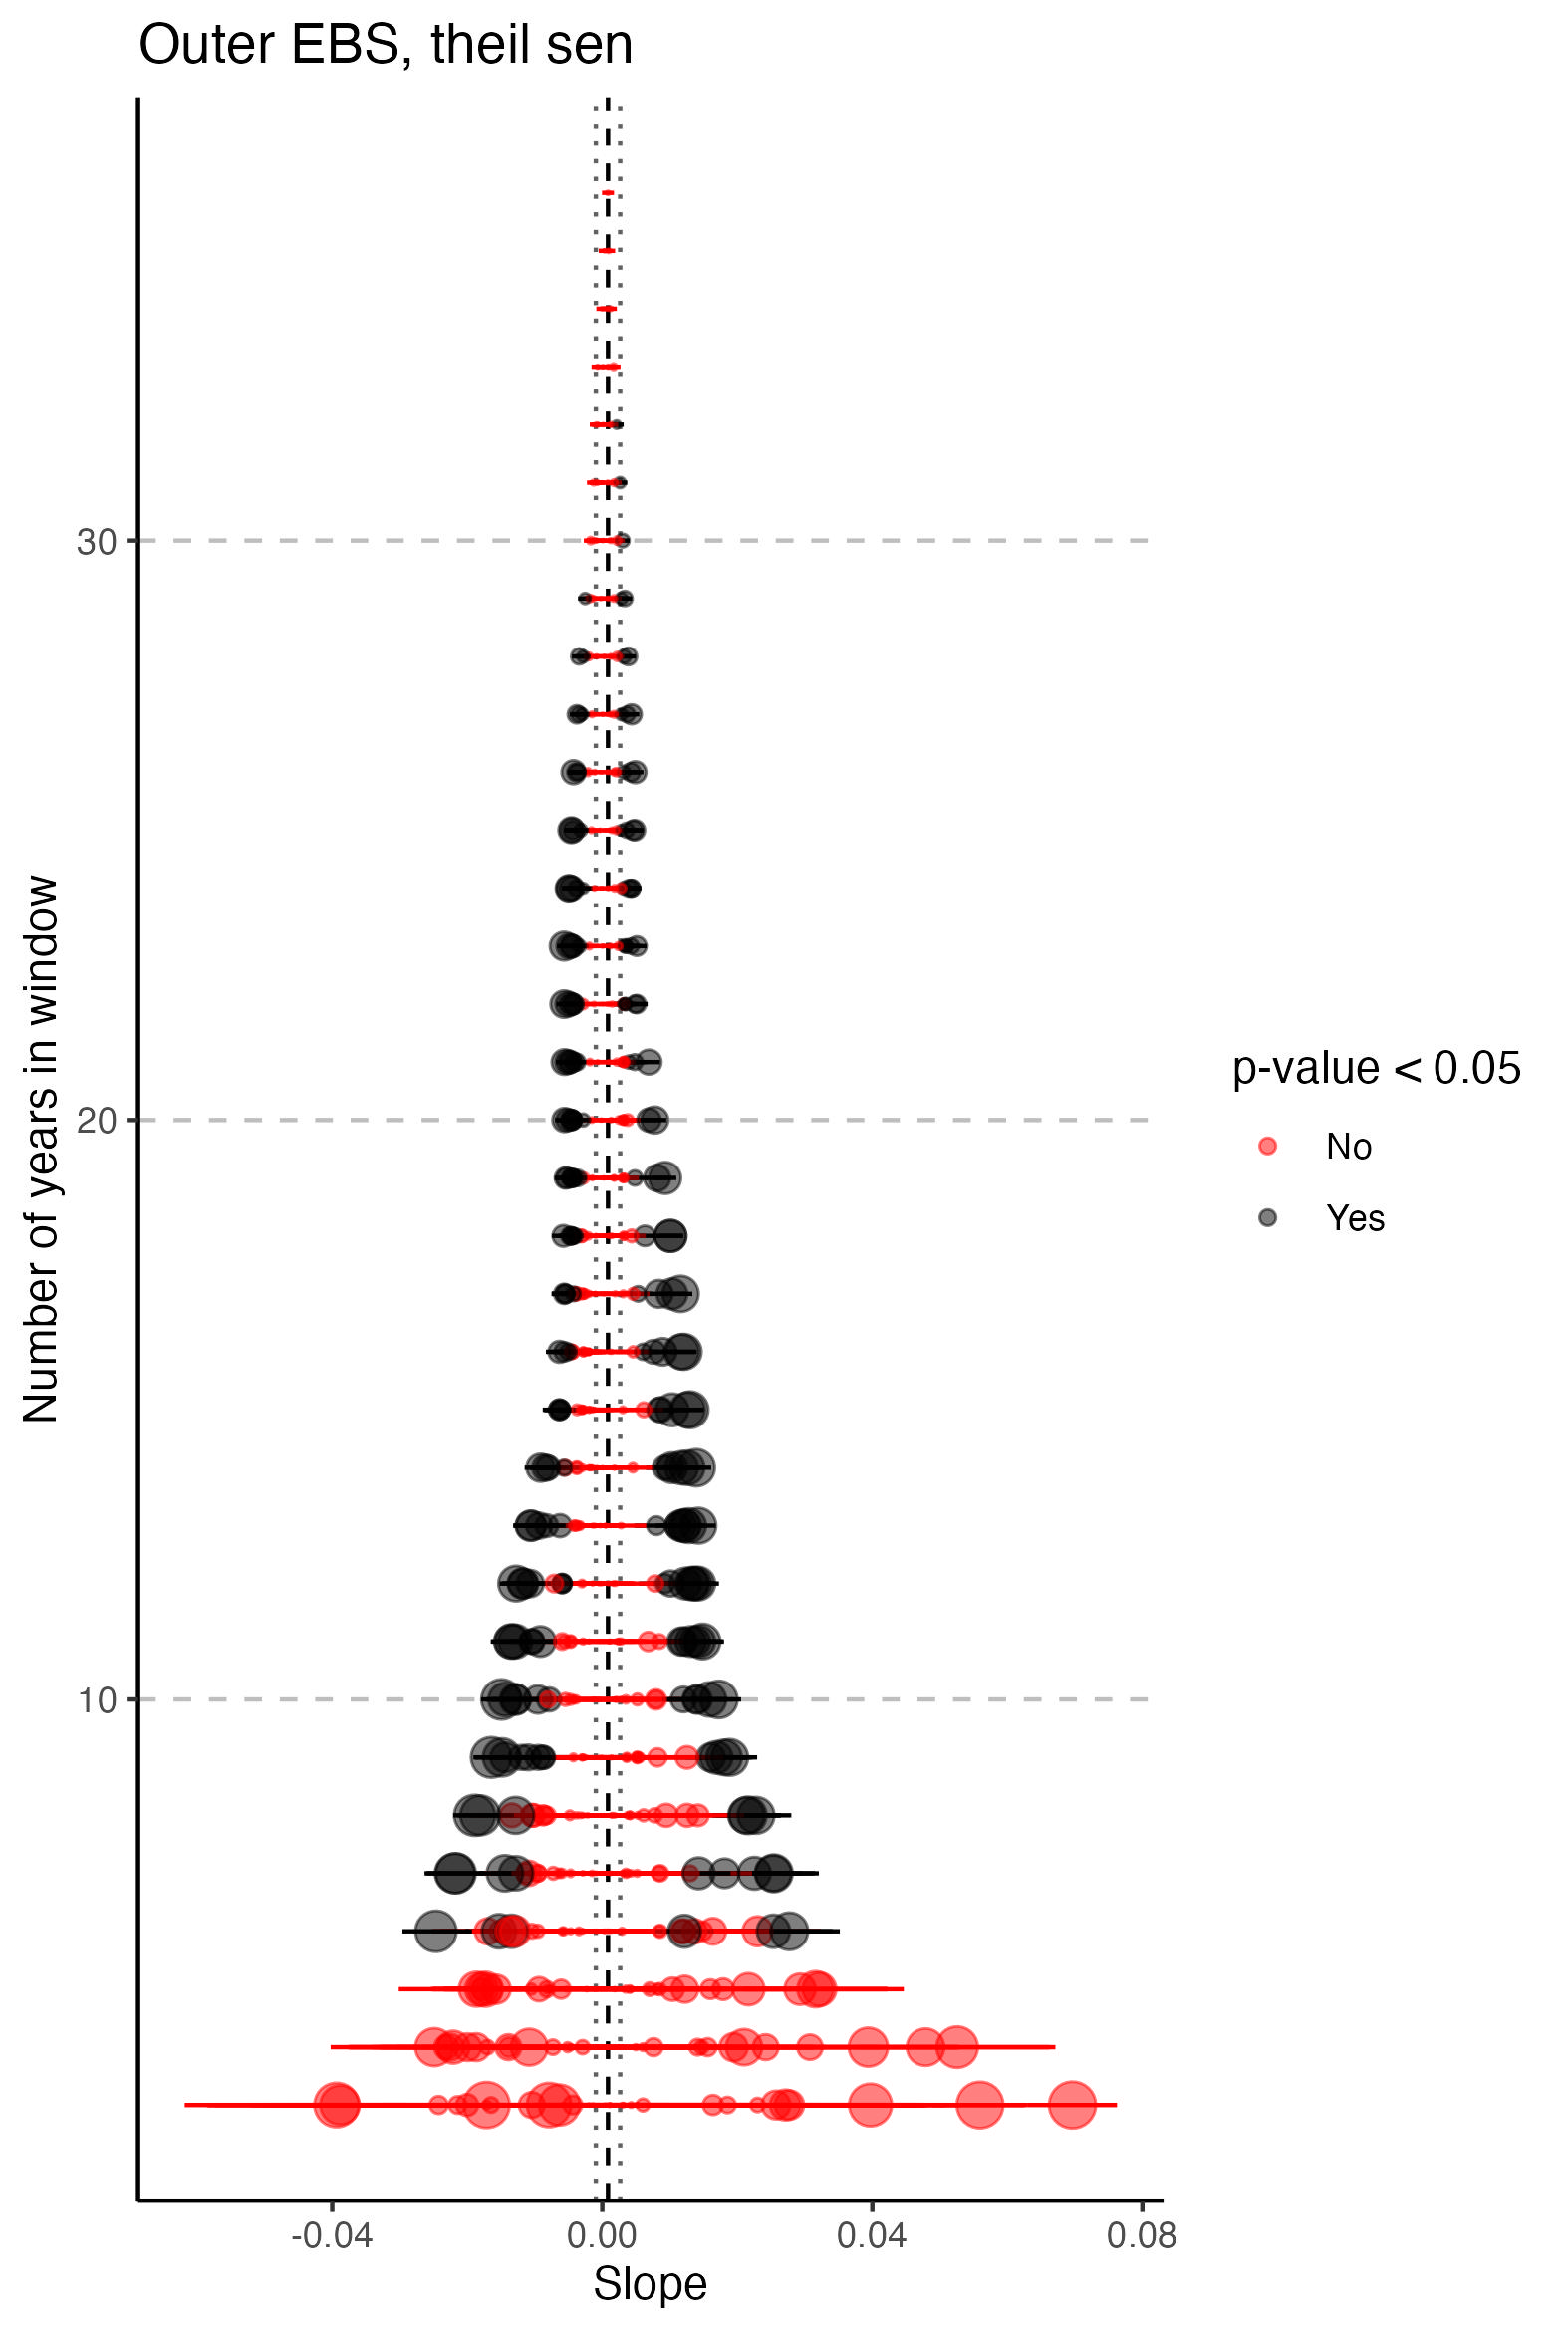 Outer EBS, theil sen
Number of years in window
30
20
10
-0.04
0.00
0.04
0.08
Slope
p-value < 0.05
No
Yes